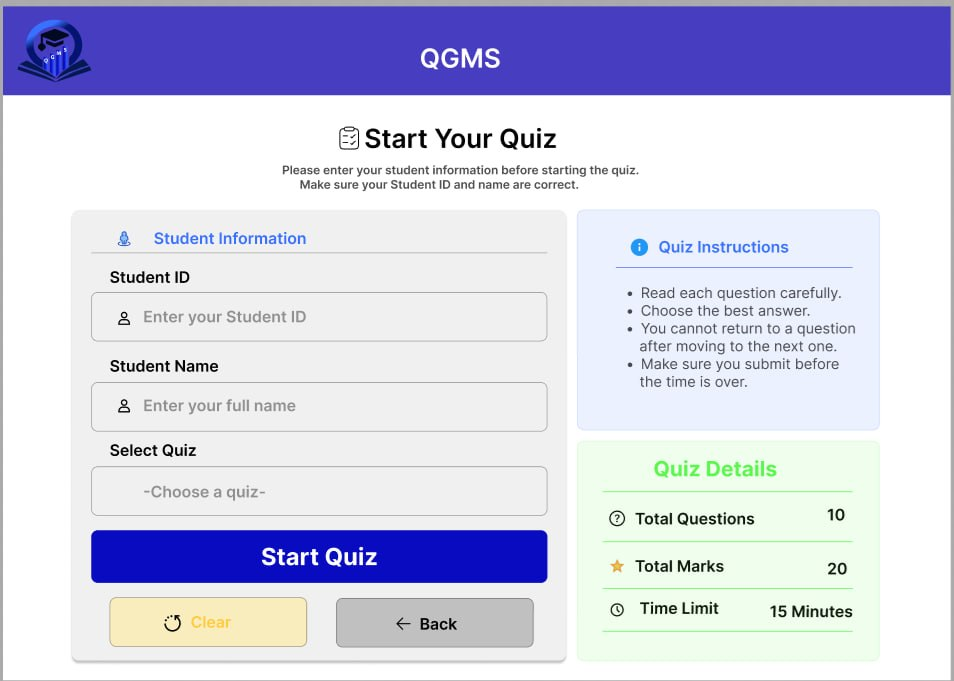 QGMS
QGMS
Start Your Quiz
Please enter your student information before starting the quiz.
Make sure your Student ID and name are correct.
Student Information
Student ID
Enter your Student ID
Student Name
Enter your full name
Select Quiz
-Choose a quiz-
Start Quiz
Clear
Back
Quiz Instructions
Read each question carefully.
Choose the best answer.
You cannot return to a question
after moving to the next one.
Make sure you submit before
the time is over.
Quiz Details
Total Questions 10
Total Marks 20
Time Limit 15 Minutes